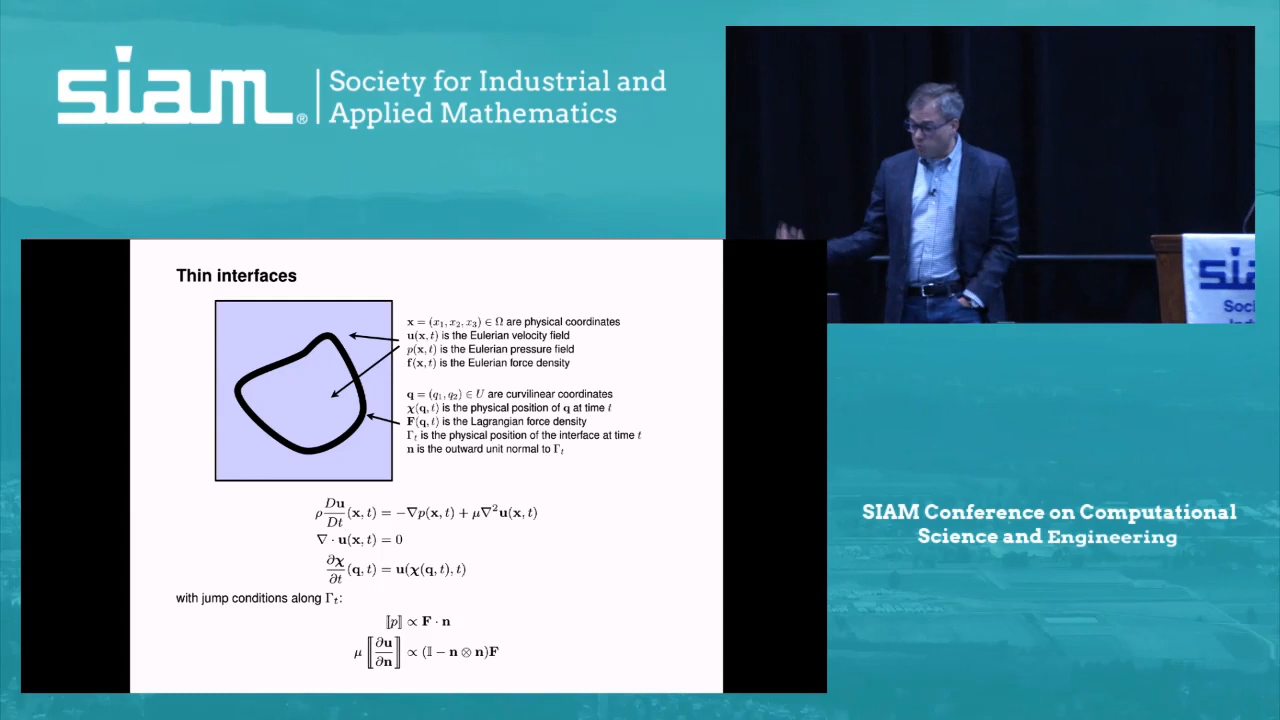 siam® Society for Industrial and
Applied Mathematics
Thin interfaces
x = (x₁, x₂, x₃) ∈ Ω are physical coordinates
u(x, t) is the Eulerian velocity field
p(x, t) is the Eulerian pressure field
f(x, t) is the Eulerian force density
q = (q₁, q₂) ∈ U are curvilinear coordinates
χ(q, t) is the physical position of q at time t
F(q, t) is the Lagrangian force density
Γₜ is the physical position of the interface at time t
n is the outward unit normal to Γₜ
ρ Du/Dt (x, t) = −∇p(x, t) + μ∇²u(x, t)
∇ · u(x, t) = 0
∂χ/∂t (q, t) = u(χ(q, t), t)
with jump conditions along Γₜ:
⟦p⟧ ∝ F · n
μ ⟦∂u/∂n⟧ ∝ (𝕀 − n ⊗ n)F
SIAM Conference on Computational
Science and Engineering